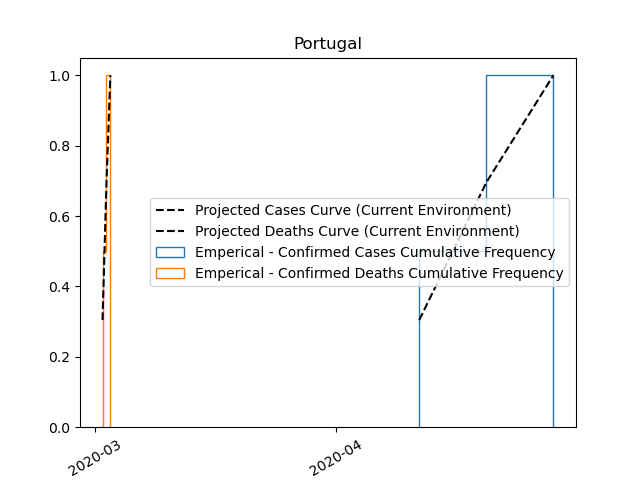 Portugal
1.0
0.8
0.6
0.4
0.2
0.0
Projected Cases Curve (Current Environment)
Projected Deaths Curve (Current Environment)
Emperical - Confirmed Cases Cumulative Frequency
Emperical - Confirmed Deaths Cumulative Frequency
2020-03
2020-04